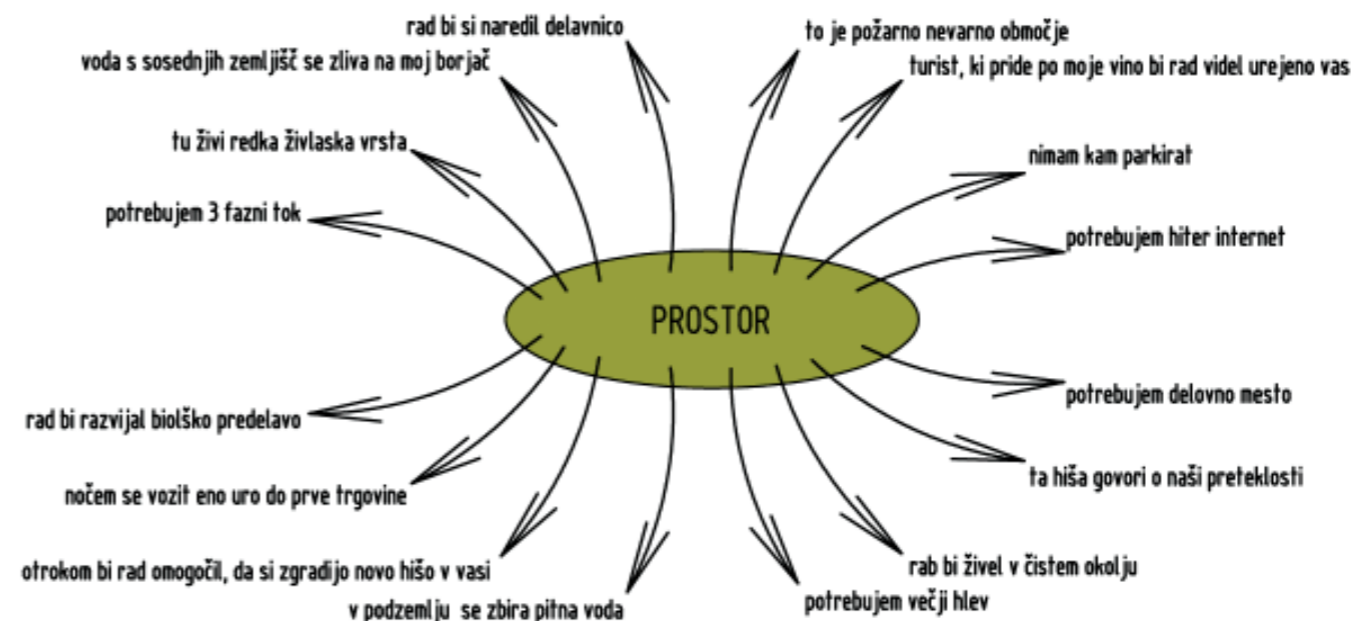 rad bi si naredil delavnico
to je požarno nevarno območje
voda s sosednjih zemljišč se zliva na moj borjač
turist, ki pride po moje vino bi rad videl urejeno vas
tu živi redka živlaska vrsta
nimam kam parkirat
potrebujem 3 fazni tok
potrebujem hiter internet
PROSTOR
potrebujem delovno mesto
rad bi razvijal biolško predelavo
ta hiša govori o naši preteklosti
nočem se vozit eno uro do prve trgovine
otrokom bi rad omogočil, da si zgradijo novo hišo v vasi
rab bi živel v čistem okolju
v podzemlju se zbira pitna voda
potrebujem večji hlev